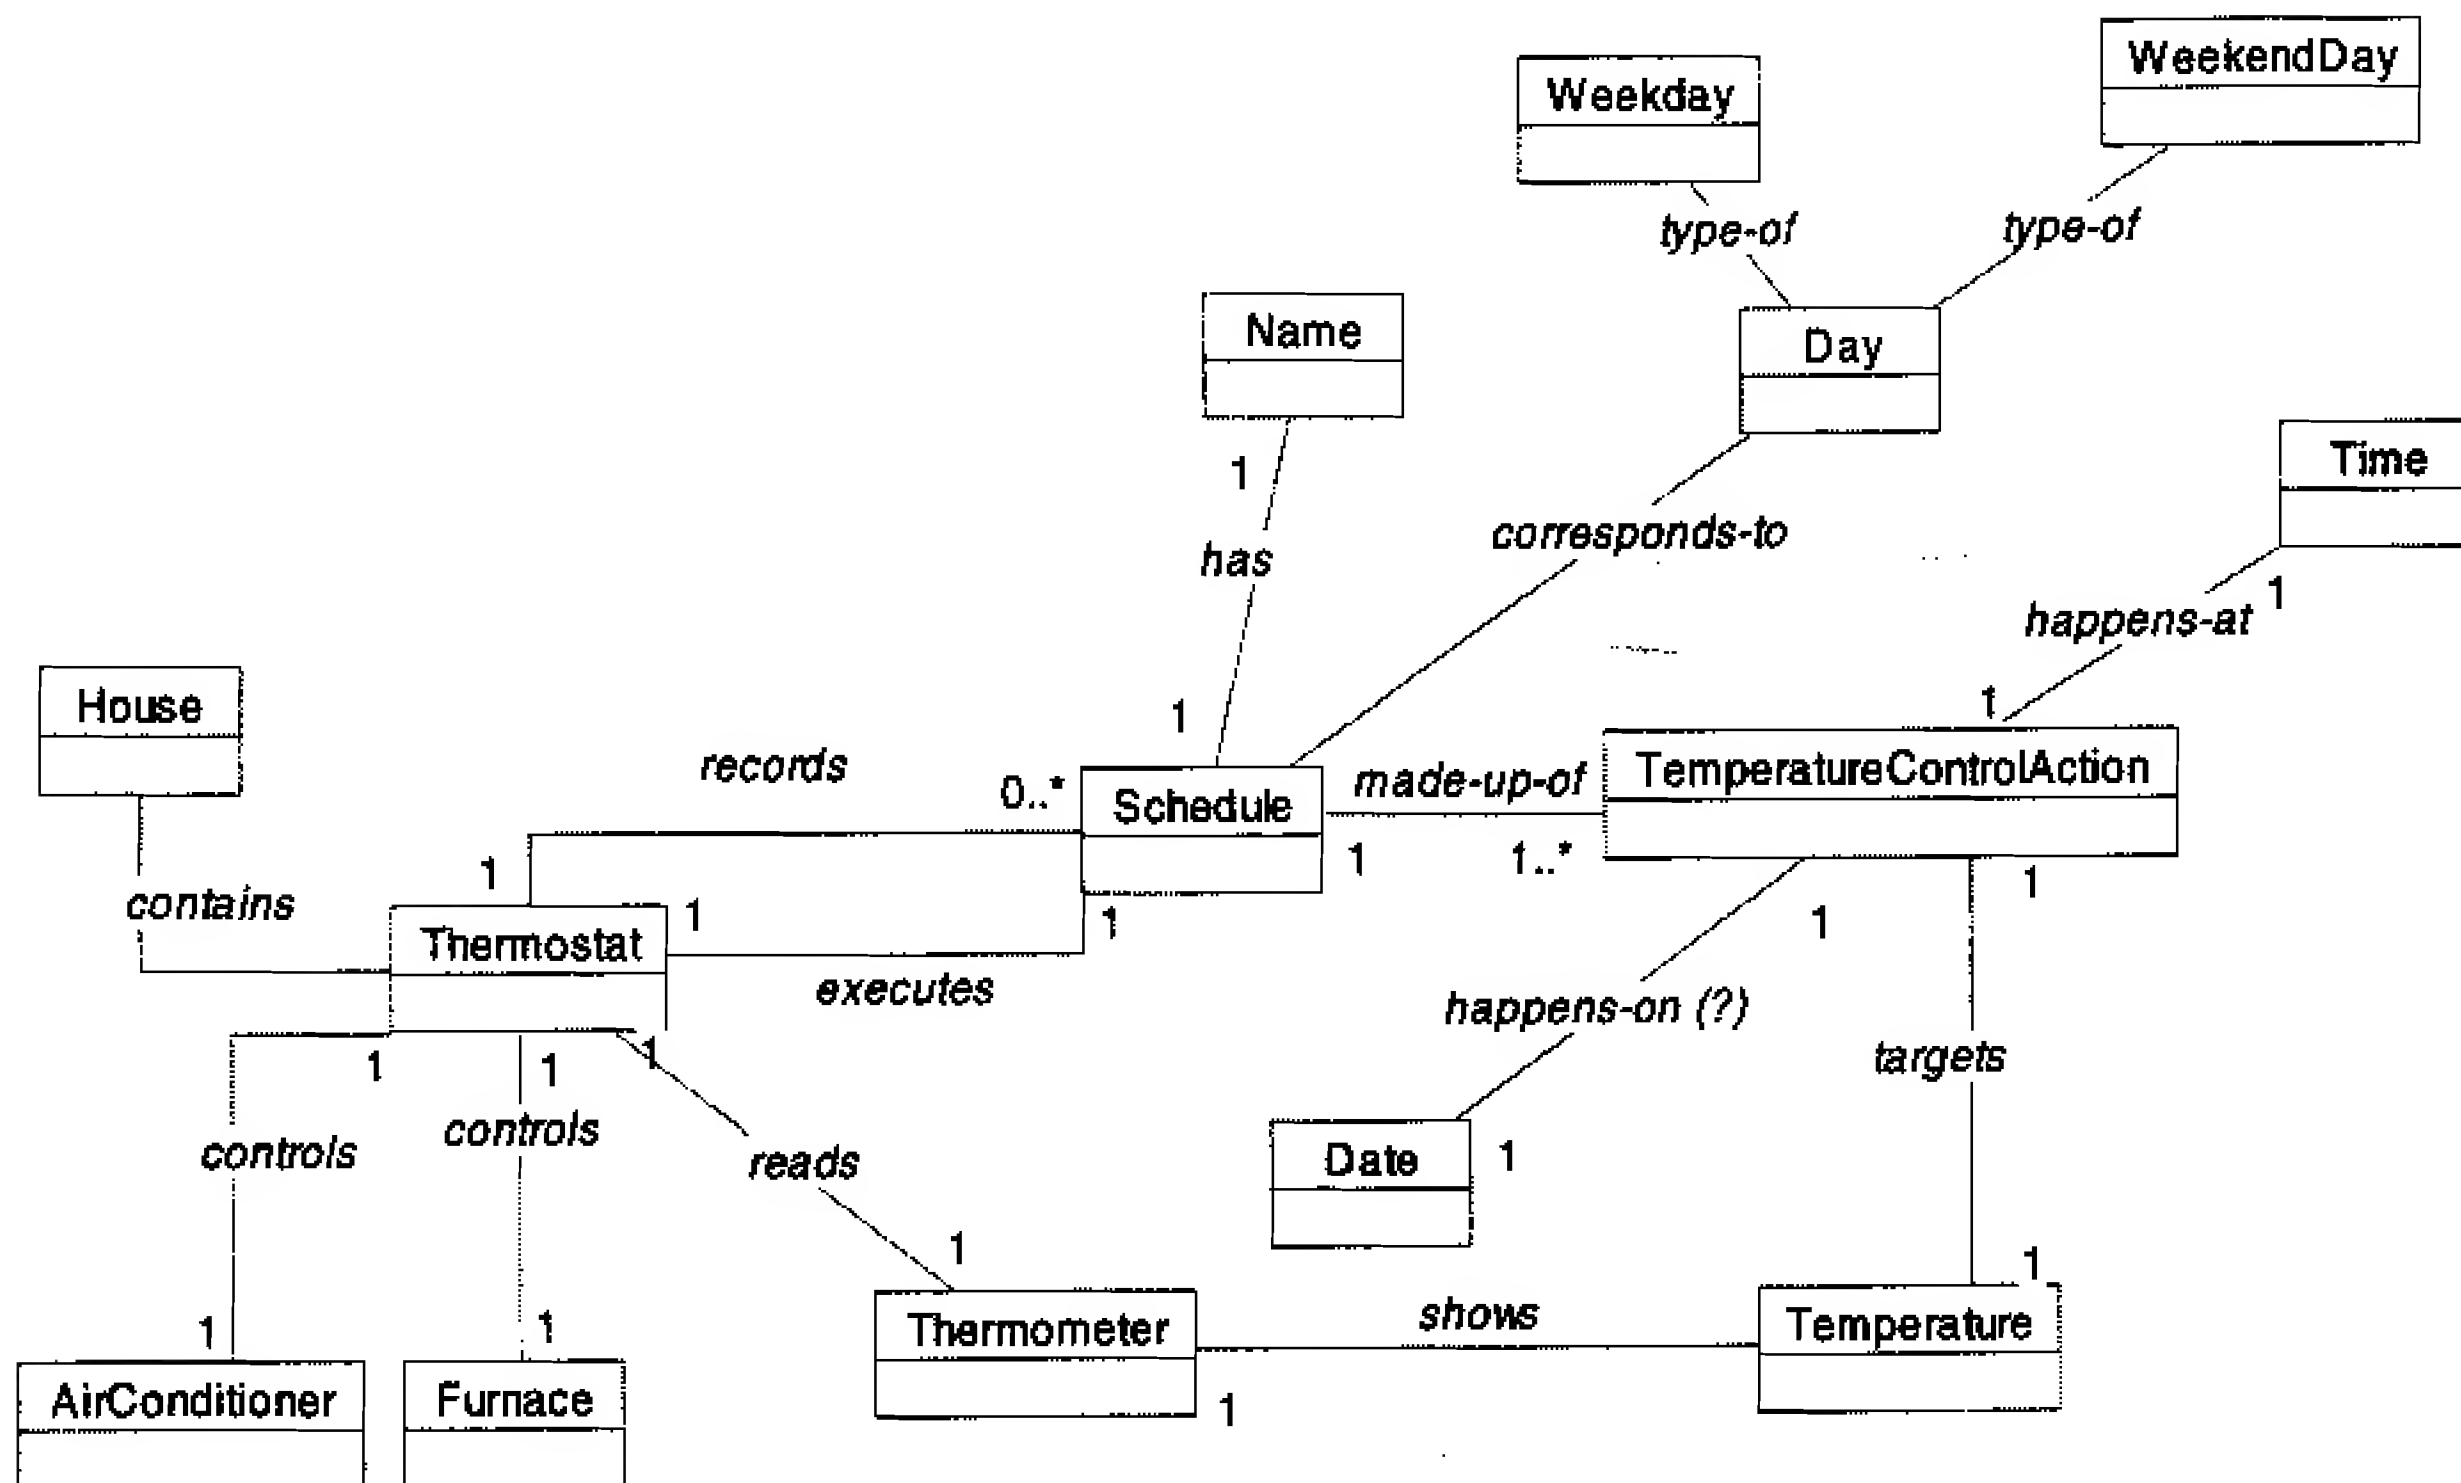 WeekendDay
Weekday
type-of
type-of
Name
Day
Time
1
has
corresponds-to
1
happens-at
House
1
1
records
0..*
Schedule
made-up-of
TemperatureControlAction
1
1
1..*
1
contains
Thermostat
1
1
1
executes
happens-on (?)
1
1
1
targets
controls
controls
reads
Date
1
1
1
1
1
Thermometer
shows
Temperature
AirConditioner
Furnace
1